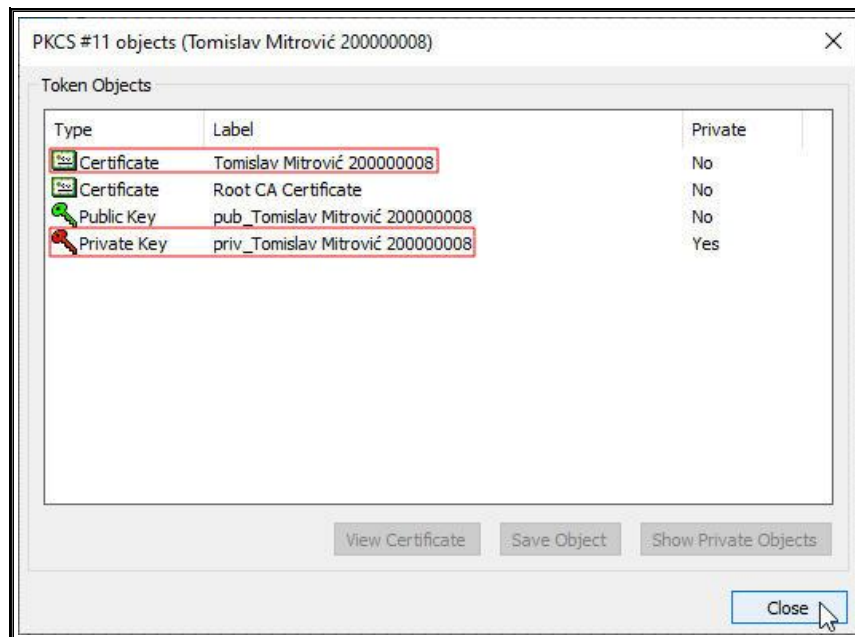 PKCS #11 objects (Tomislav Mitrović 200000008)
Token Objects
Type Label Private
Certificate Tomislav Mitrović 200000008 No
Certificate Root CA Certificate No
Public Key pub_Tomislav Mitrović 200000008 No
Private Key priv_Tomislav Mitrović 200000008 Yes
View Certificate Save Object Show Private Objects
Close